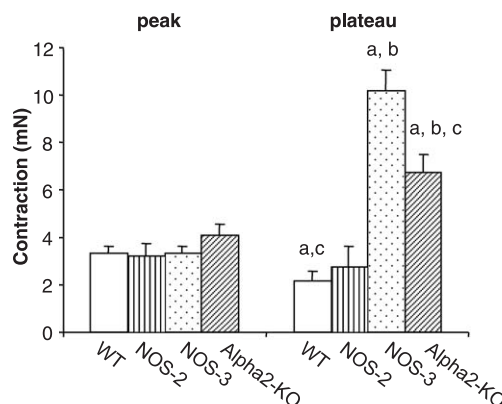 peak plateau
Contraction (mN)
12
10
8
6
4
2
0
a, b
a, b, c
a,c
WT NOS-2 NOS-3 Alpha2-KO WT NOS-2 NOS-3 Alpha2-KO